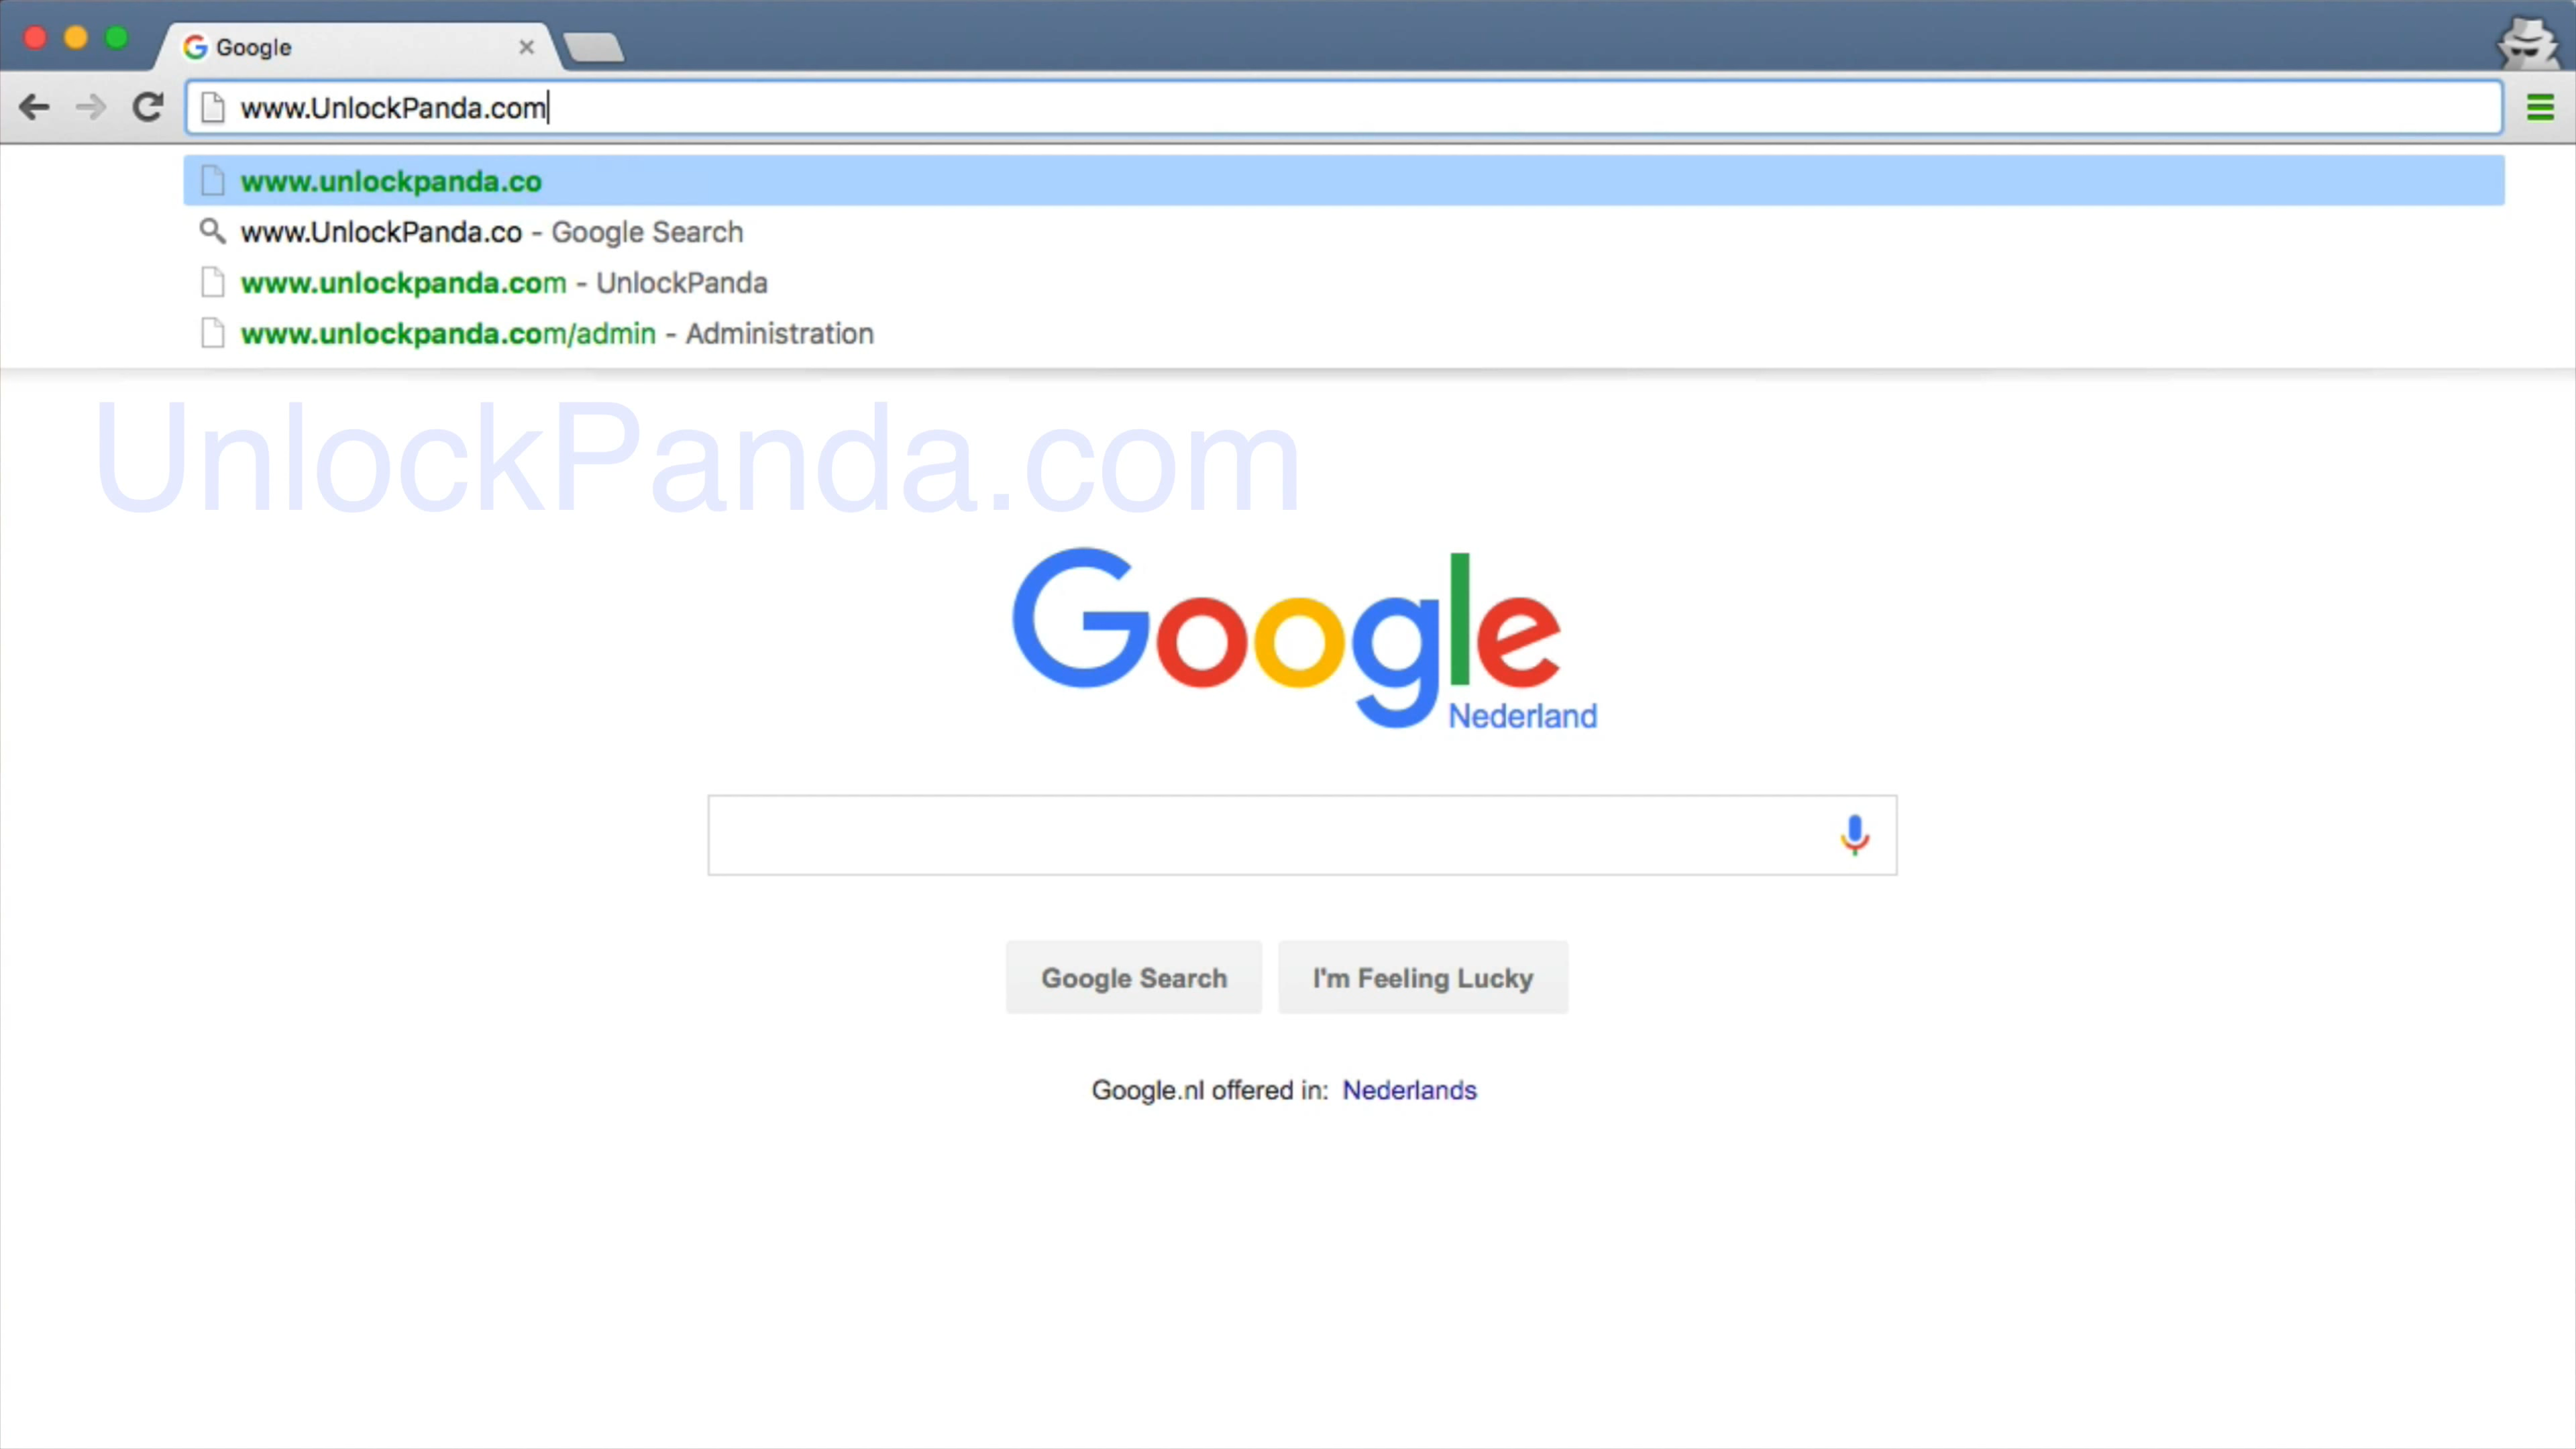 Google
www.UnlockPanda.com
www.unlockpanda.co
www.UnlockPanda.co - Google Search
www.unlockpanda.com - UnlockPanda
www.unlockpanda.com/admin - Administration
UnlockPanda.com
Google
Nederland
Google Search I'm Feeling Lucky
Google.nl offered in: Nederlands